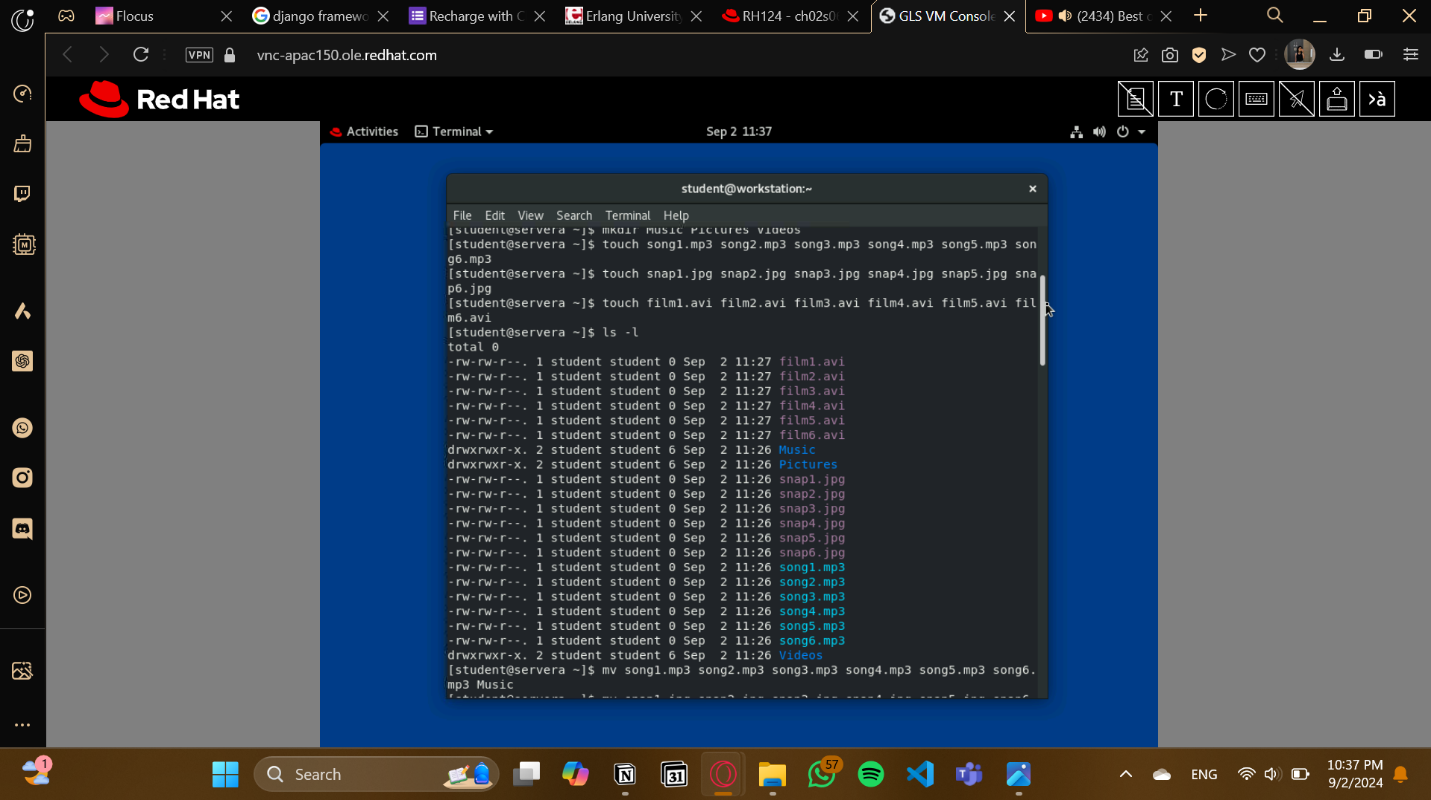 Flocus
django framewo
Recharge with C
Erlang University
RH124 - ch02s0
GLS VM Console
(2434) Best
VPN
vnc-apac150.ole.redhat.com
Red Hat
T
>à
Activities
Terminal
Sep 2 11:37
student@workstation:~
File Edit View Search Terminal Help
[student@servera ~]$ mkdir Music Pictures Videos
[student@servera ~]$ touch song1.mp3 song2.mp3 song3.mp3 song4.mp3 song5.mp3 son
g6.mp3
[student@servera ~]$ touch snap1.jpg snap2.jpg snap3.jpg snap4.jpg snap5.jpg sna
p6.jpg
[student@servera ~]$ touch film1.avi film2.avi film3.avi film4.avi film5.avi fil
m6.avi
[student@servera ~]$ ls -l
total 0
-rw-rw-r--. 1 student student 0 Sep  2 11:27 film1.avi
-rw-rw-r--. 1 student student 0 Sep  2 11:27 film2.avi
-rw-rw-r--. 1 student student 0 Sep  2 11:27 film3.avi
-rw-rw-r--. 1 student student 0 Sep  2 11:27 film4.avi
-rw-rw-r--. 1 student student 0 Sep  2 11:27 film5.avi
-rw-rw-r--. 1 student student 0 Sep  2 11:27 film6.avi
drwxrwxr-x. 2 student student 6 Sep  2 11:26 Music
drwxrwxr-x. 2 student student 6 Sep  2 11:26 Pictures
-rw-rw-r--. 1 student student 0 Sep  2 11:26 snap1.jpg
-rw-rw-r--. 1 student student 0 Sep  2 11:26 snap2.jpg
-rw-rw-r--. 1 student student 0 Sep  2 11:26 snap3.jpg
-rw-rw-r--. 1 student student 0 Sep  2 11:26 snap4.jpg
-rw-rw-r--. 1 student student 0 Sep  2 11:26 snap5.jpg
-rw-rw-r--. 1 student student 0 Sep  2 11:26 snap6.jpg
-rw-rw-r--. 1 student student 0 Sep  2 11:26 song1.mp3
-rw-rw-r--. 1 student student 0 Sep  2 11:26 song2.mp3
-rw-rw-r--. 1 student student 0 Sep  2 11:26 song3.mp3
-rw-rw-r--. 1 student student 0 Sep  2 11:26 song4.mp3
-rw-rw-r--. 1 student student 0 Sep  2 11:26 song5.mp3
-rw-rw-r--. 1 student student 0 Sep  2 11:26 song6.mp3
drwxrwxr-x. 2 student student 6 Sep  2 11:26 Videos
[student@servera ~]$ mv song1.mp3 song2.mp3 song3.mp3 song4.mp3 song5.mp3 song6.
mp3 Music
[student@servera ~]$ mv snap1.jpg snap2.jpg snap3.jpg snap4.jpg snap5.jpg snap6.
1
Search
31
57
ENG
10:37 PM
9/2/2024